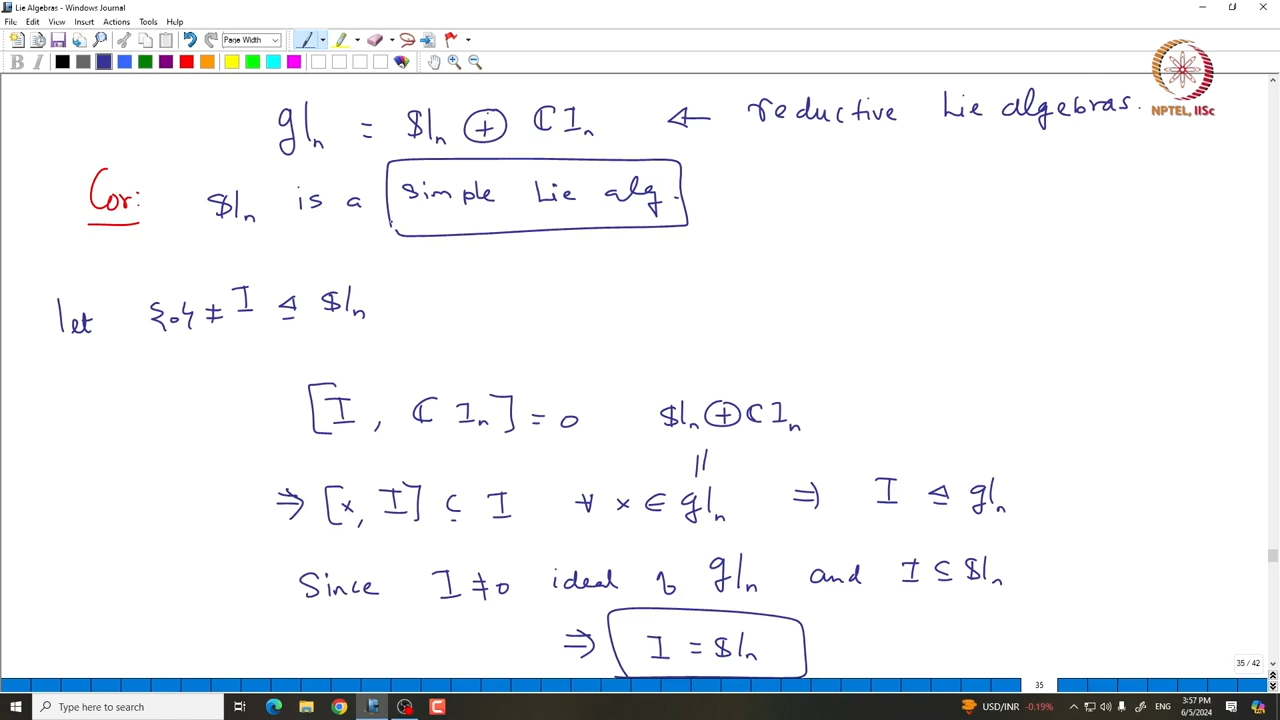 Lie Algebras - Windows Journal
File Edit View Insert Actions Tools Help
Page Width
B I
NPTEL, IISc
gl_n = sl_n ⊕ ℂI_n ← reductive Lie algebras.
Cor: sl_n is a simple Lie alg.
let {0} ≠ I ⊴ sl_n
[I, ℂI_n] = 0 sl_n ⊕ ℂI_n
||
⇒ [x, I] ⊆ I ∀ x ∈ gl_n ⇒ I ⊴ gl_n
Since I ≠ 0 ideal of gl_n and I ⊆ sl_n
⇒ I = sl_n
35 / 42
35
Type here to search
USD/INR -0.19%
ENG
3:57 PM
6/5/2024